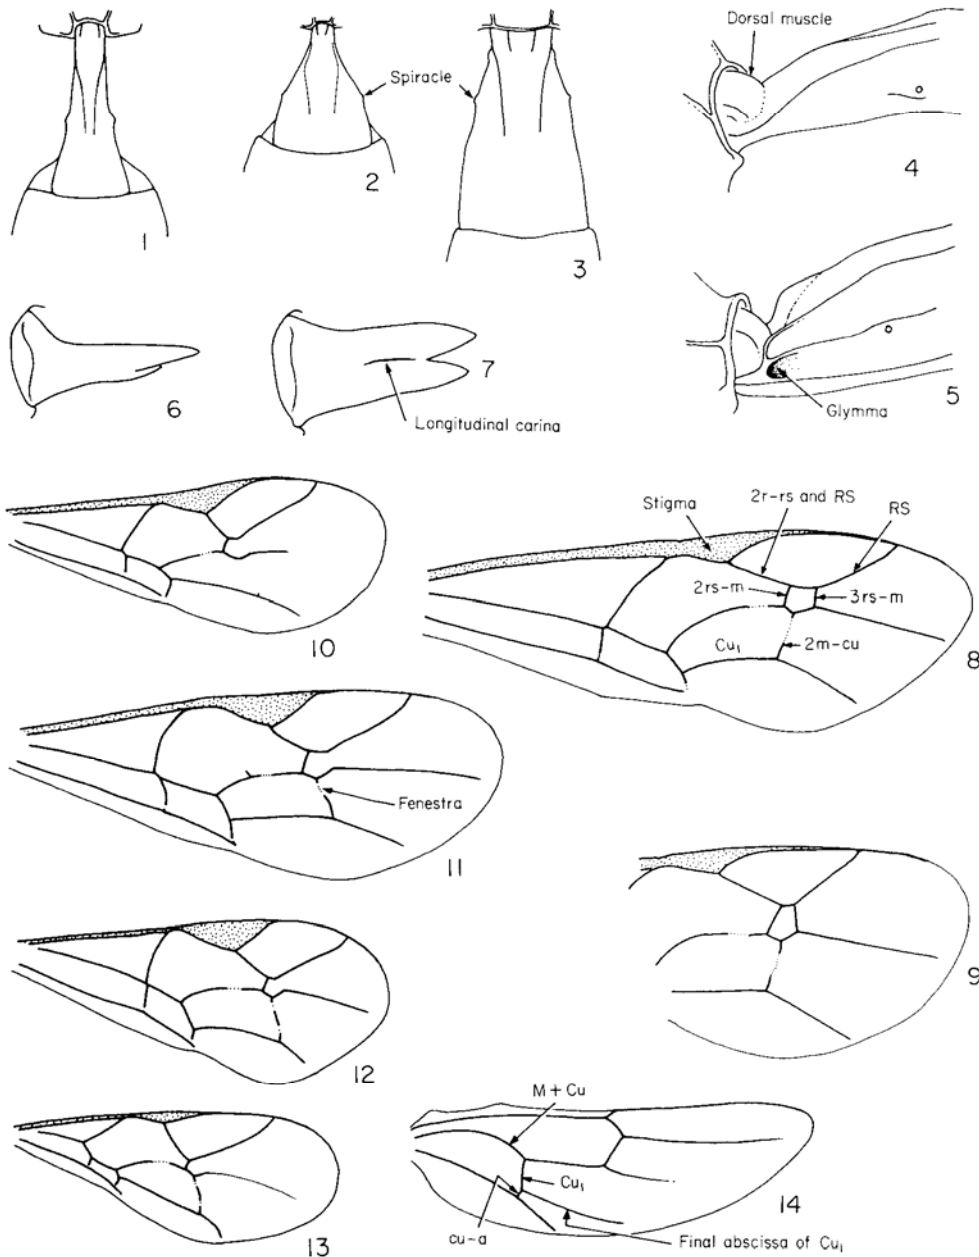 Dorsal muscle
Spiracle
1
2
3
4
Glymma
5
6
7
Longitudinal carina
10
Stigma
2r-rs and RS
RS
2rs-m
3rs-m
Cu₁
2m-cu
8
Fenestra
11
9
12
M + Cu
Cu₁
cu-a
Final abscissa of Cu₁
13
14